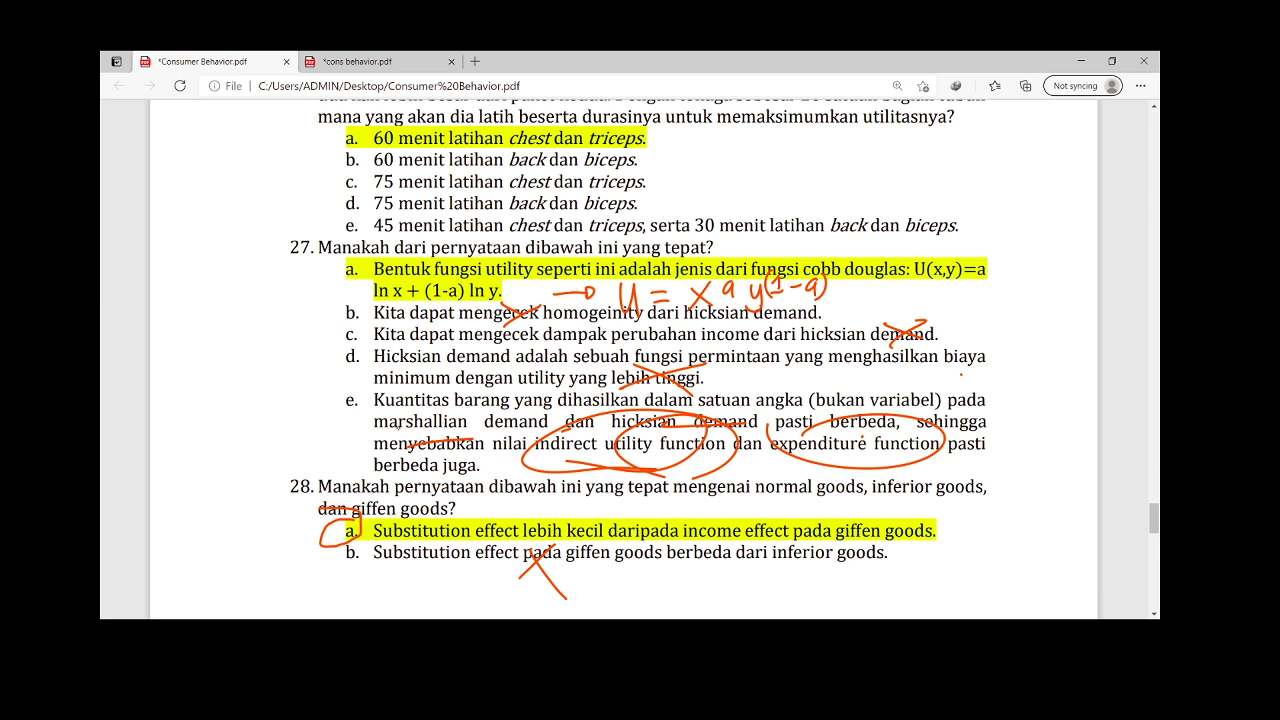 *Consumer Behavior.pdf
*cons behavior.pdf
File
C:/Users/ADMIN/Desktop/Consumer%20Behavior.pdf
Not syncing
mana yang akan dia latih beserta durasinya untuk memaksimumkan utilitasnya?
a. 60 menit latihan chest dan triceps.
b. 60 menit latihan back dan biceps.
c. 75 menit latihan chest dan triceps.
d. 75 menit latihan back dan biceps.
e. 45 menit latihan chest dan triceps, serta 30 menit latihan back dan biceps.
27. Manakah dari pernyataan dibawah ini yang tepat?
a. Bentuk fungsi utility seperti ini adalah jenis dari fungsi cobb douglas: U(x,y)=a
ln x + (1-a) ln y.
→ U = x^a y^(1-a)
b. Kita dapat mengecek homogeinity dari hicksian demand.
c. Kita dapat mengecek dampak perubahan income dari hicksian demand.
d. Hicksian demand adalah sebuah fungsi permintaan yang menghasilkan biaya
minimum dengan utility yang lebih tinggi.
e. Kuantitas barang yang dihasilkan dalam satuan angka (bukan variabel) pada
marshallian demand dan hicksian demand pasti berbeda, sehingga
menyebabkan nilai indirect utility function dan expenditure function pasti
berbeda juga.
28. Manakah pernyataan dibawah ini yang tepat mengenai normal goods, inferior goods,
dan giffen goods?
a. Substitution effect lebih kecil daripada income effect pada giffen goods.
b. Substitution effect pada giffen goods berbeda dari inferior goods.